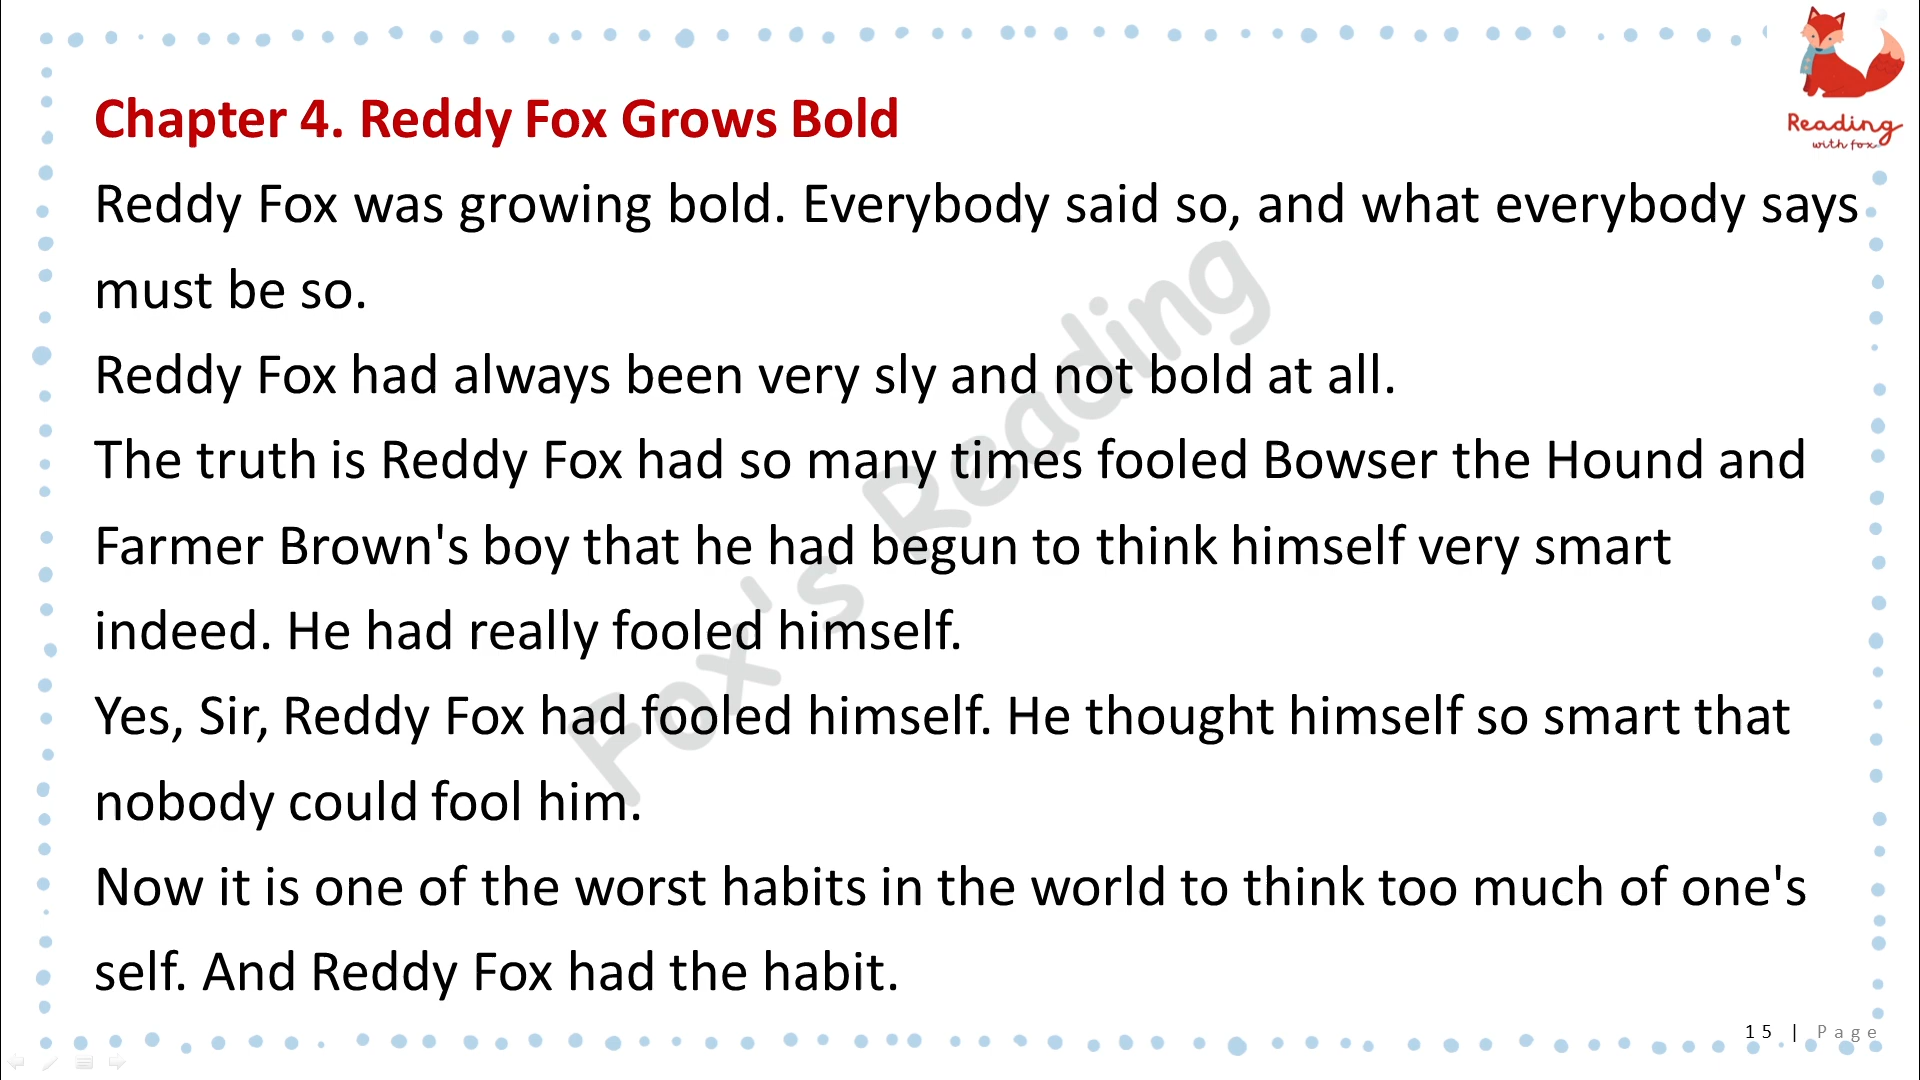 Reading
with fox
Chapter 4. Reddy Fox Grows Bold
Reddy Fox was growing bold. Everybody said so, and what everybody says
must be so.
Reddy Fox had always been very sly and not bold at all.
The truth is Reddy Fox had so many times fooled Bowser the Hound and
Farmer Brown's boy that he had begun to think himself very smart
indeed. He had really fooled himself.
Yes, Sir, Reddy Fox had fooled himself. He thought himself so smart that
nobody could fool him.
Now it is one of the worst habits in the world to think too much of one's
self. And Reddy Fox had the habit.
Fox's Reading
15 | Page